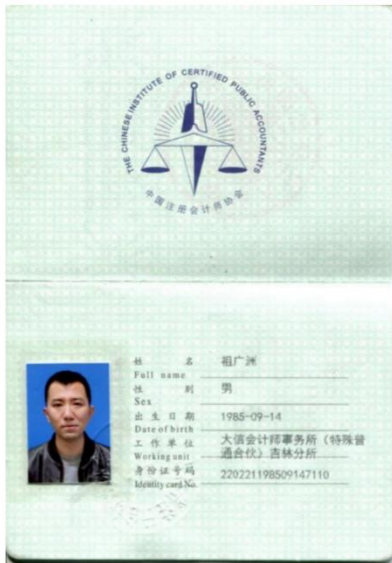 THE CHINESE INSTITUTE OF CERTIFIED PUBLIC ACCOUNTANTS
中国注册会计师协会
姓 名 祖广洲
Full name
性 别 男
Sex
出 生 日 期 1985-09-14
Date of birth
工 作 单 位 大信会计师事务所（特殊普
Working unit 通合伙）吉林分所
身份证号码 220221198509147110
Identity card No.